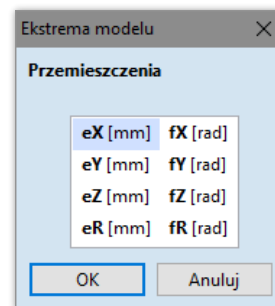 Ekstrema modelu
Przemieszczenia
eX [mm] fX [rad]
eY [mm] fY [rad]
eZ [mm] fZ [rad]
eR [mm] fR [rad]
OK Anuluj